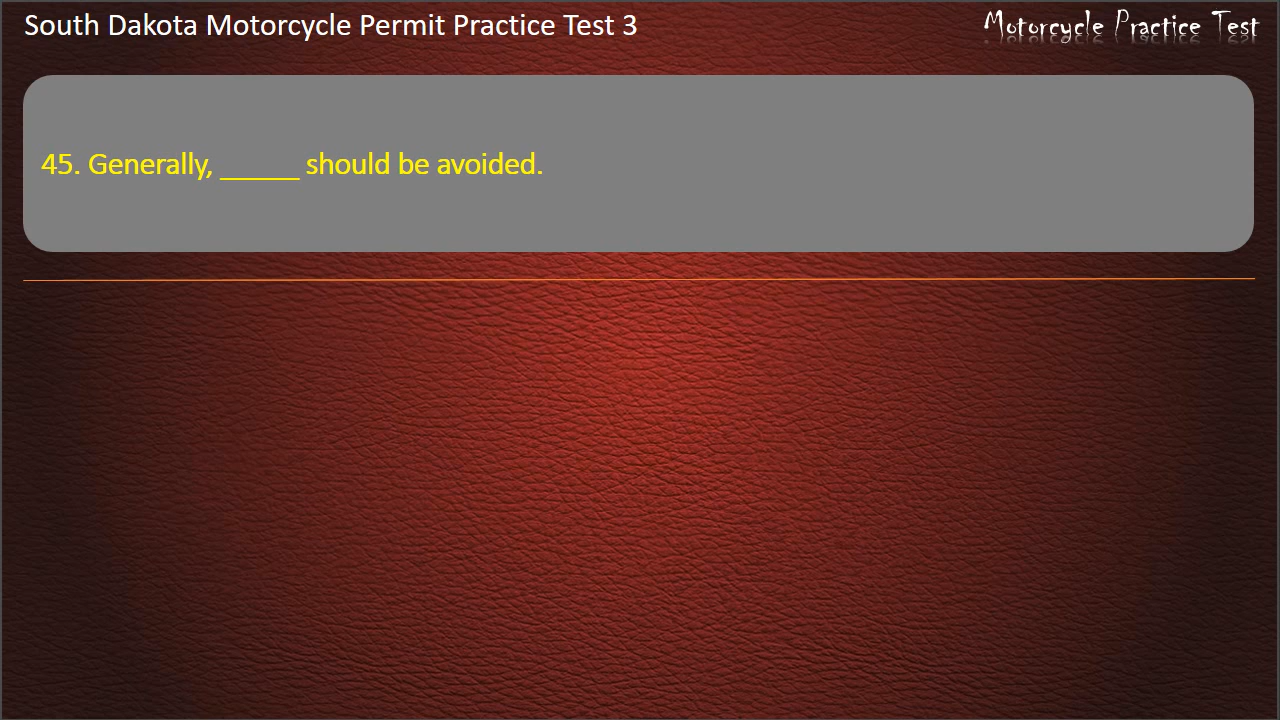 South Dakota Motorcycle Permit Practice Test 3
Motorcycle Practice Test
45. Generally, _____ should be avoided.